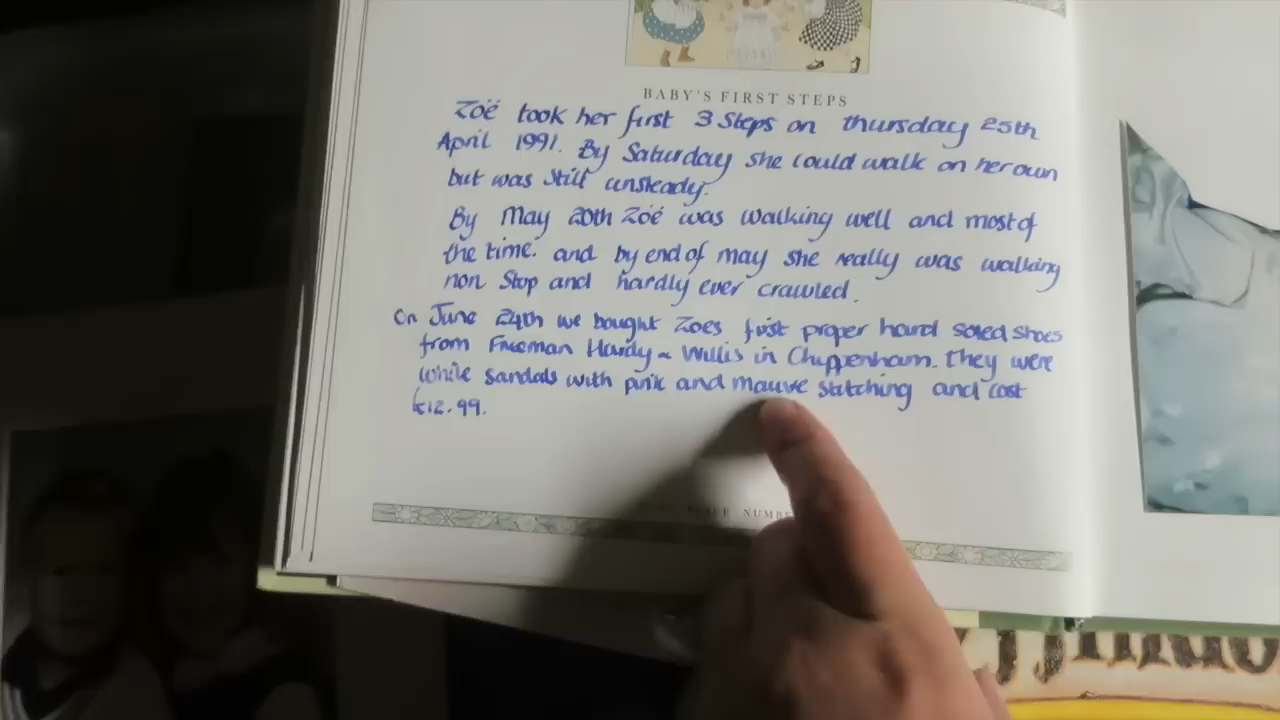 BABY'S FIRST STEPS
Zoë took her first 3 Steps on thursday 25th
April 1991. By Saturday she could walk on her own
but was still unsteady.
By May 20th Zoë was walking well and most of
the time. and by end of may she really was walking
non Stop and hardly ever crawled.
On June 24th we bought Zoes first proper hard soled shoes
from Freeman Hardy & Willis in Chippenham. They were
white sandals with pink and mauve stitching and cost
£12.99.